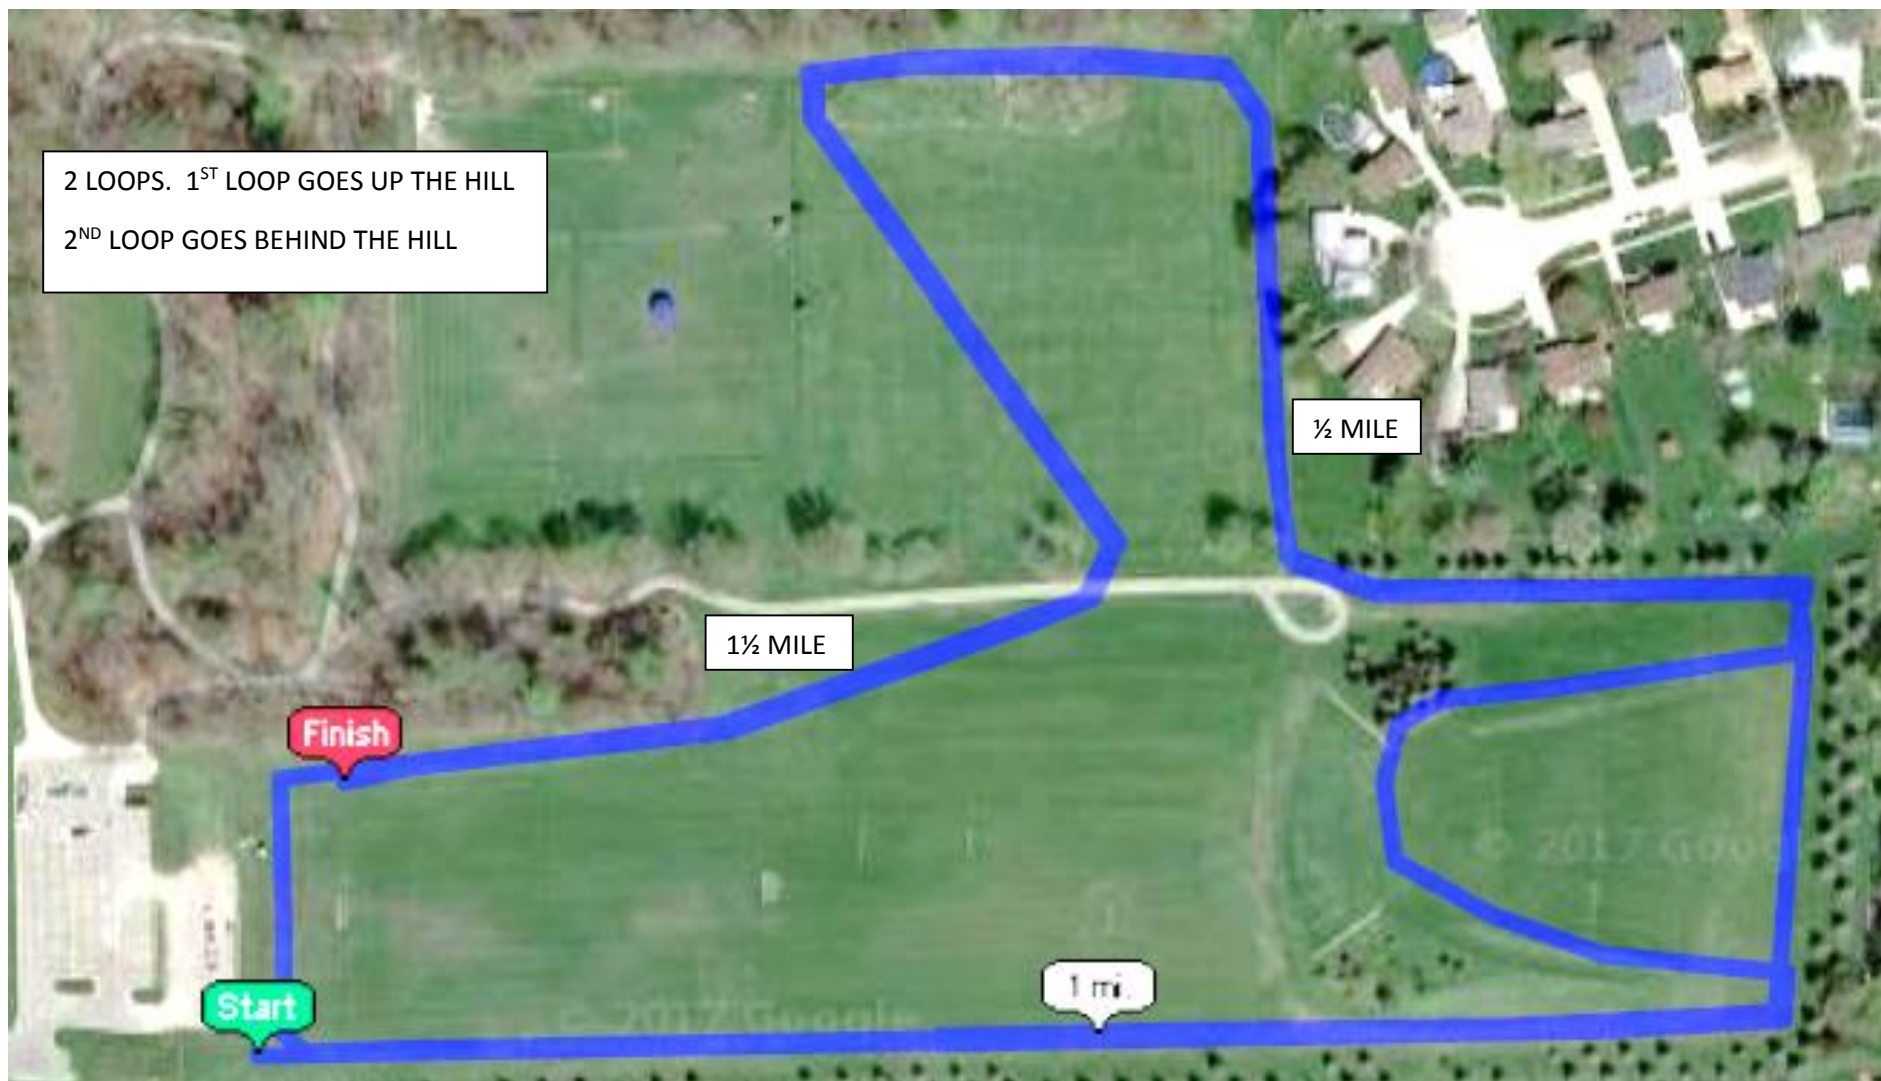 2 LOOPS. 1ST LOOP GOES UP THE HILL
2ND LOOP GOES BEHIND THE HILL
½ MILE
1½ MILE
Finish
© 2017 Goo
1 mi.
Start
© 2017 Google